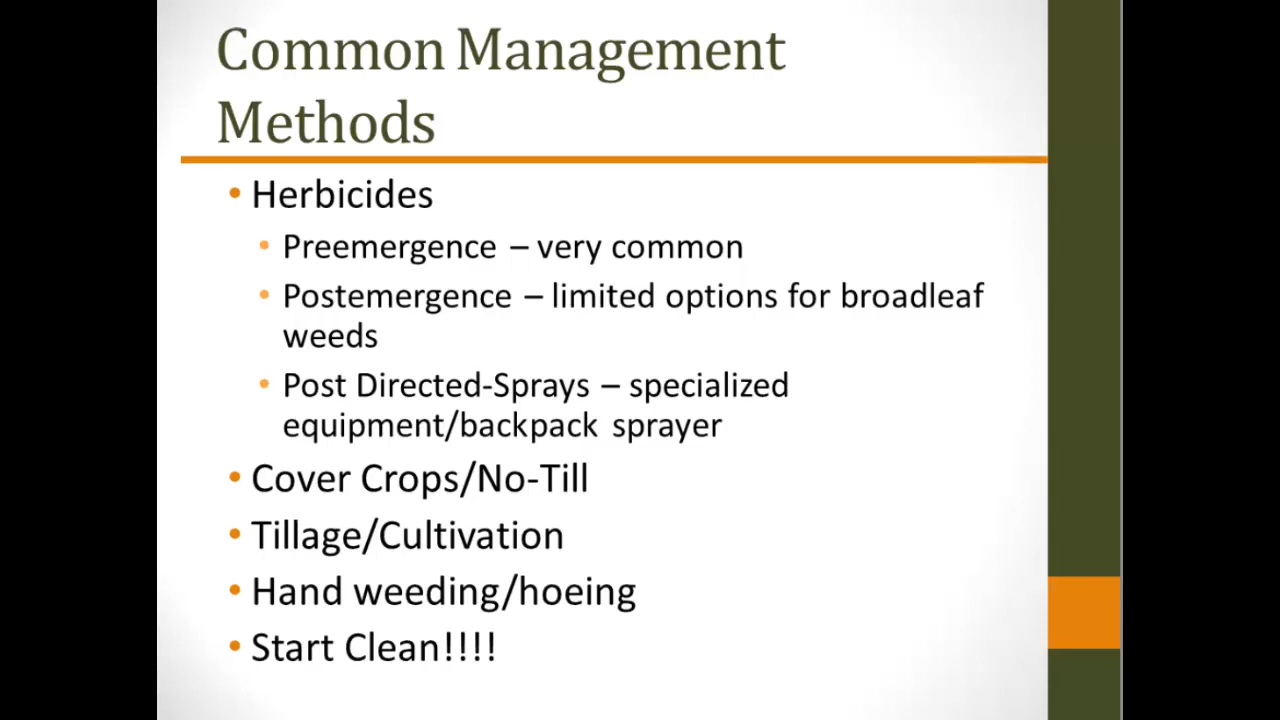 Common Management
Methods
• Herbicides
• Preemergence – very common
• Postemergence – limited options for broadleaf
weeds
• Post Directed-Sprays – specialized
equipment/backpack sprayer
• Cover Crops/No-Till
• Tillage/Cultivation
• Hand weeding/hoeing
• Start Clean!!!!